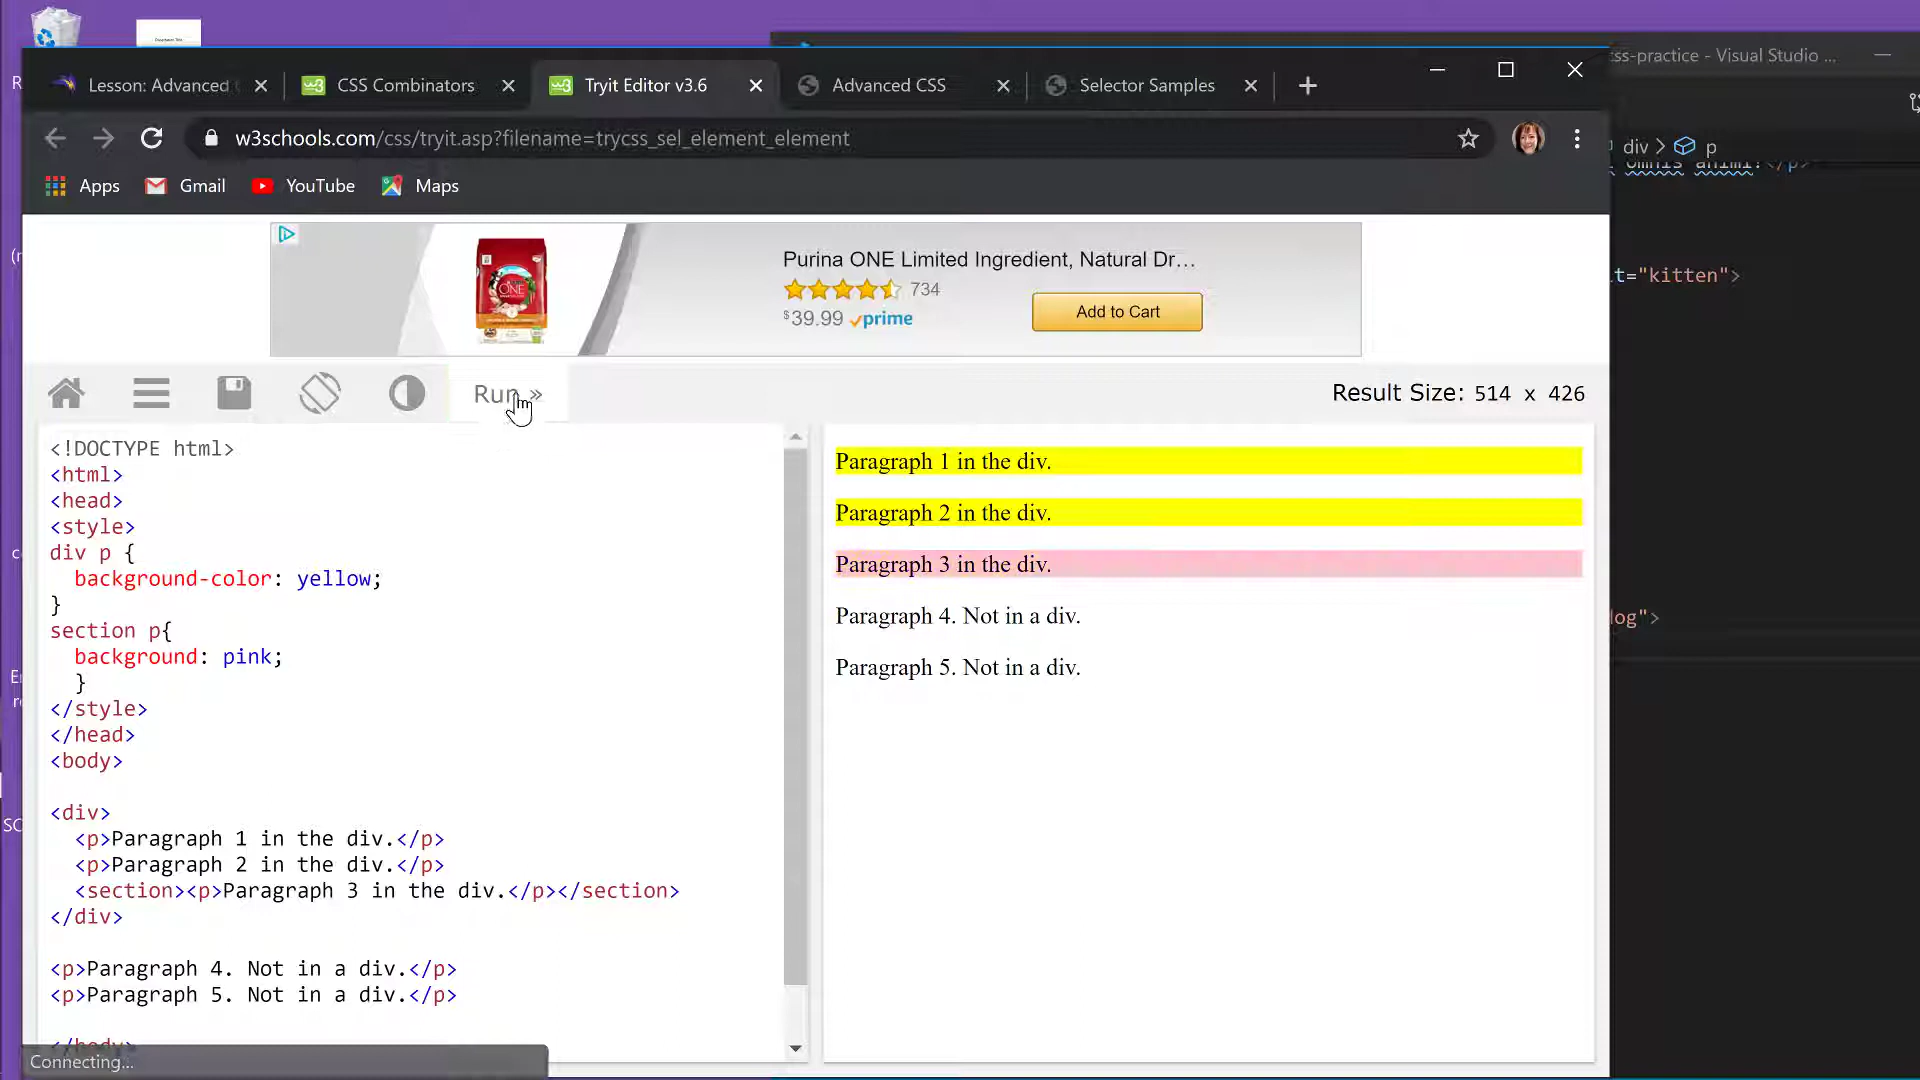 Lesson: Advanced
CSS Combinators
Tryit Editor v3.6
Advanced CSS
Selector Samples
ss-practice - Visual Studio ...
w3schools.com/css/tryit.asp?filename=trycss_sel_element_element
div > p
omnis animi!</p>
Apps
Gmail
YouTube
Maps
Purina ONE Limited Ingredient, Natural Dr...
734
$39.99 prime
Add to Cart
t="kitten">
Run »
Result Size: 514 x 426
<!DOCTYPE html>
<html>
<head>
<style>
div p {
background-color: yellow;
}
section p{
background: pink;
}
</style>
</head>
<body>
<div>
<p>Paragraph 1 in the div.</p>
<p>Paragraph 2 in the div.</p>
<section><p>Paragraph 3 in the div.</p></section>
</div>
<p>Paragraph 4. Not in a div.</p>
<p>Paragraph 5. Not in a div.</p>
</body>
Paragraph 1 in the div.
Paragraph 2 in the div.
Paragraph 3 in the div.
Paragraph 4. Not in a div.
Paragraph 5. Not in a div.
log">
Connecting...